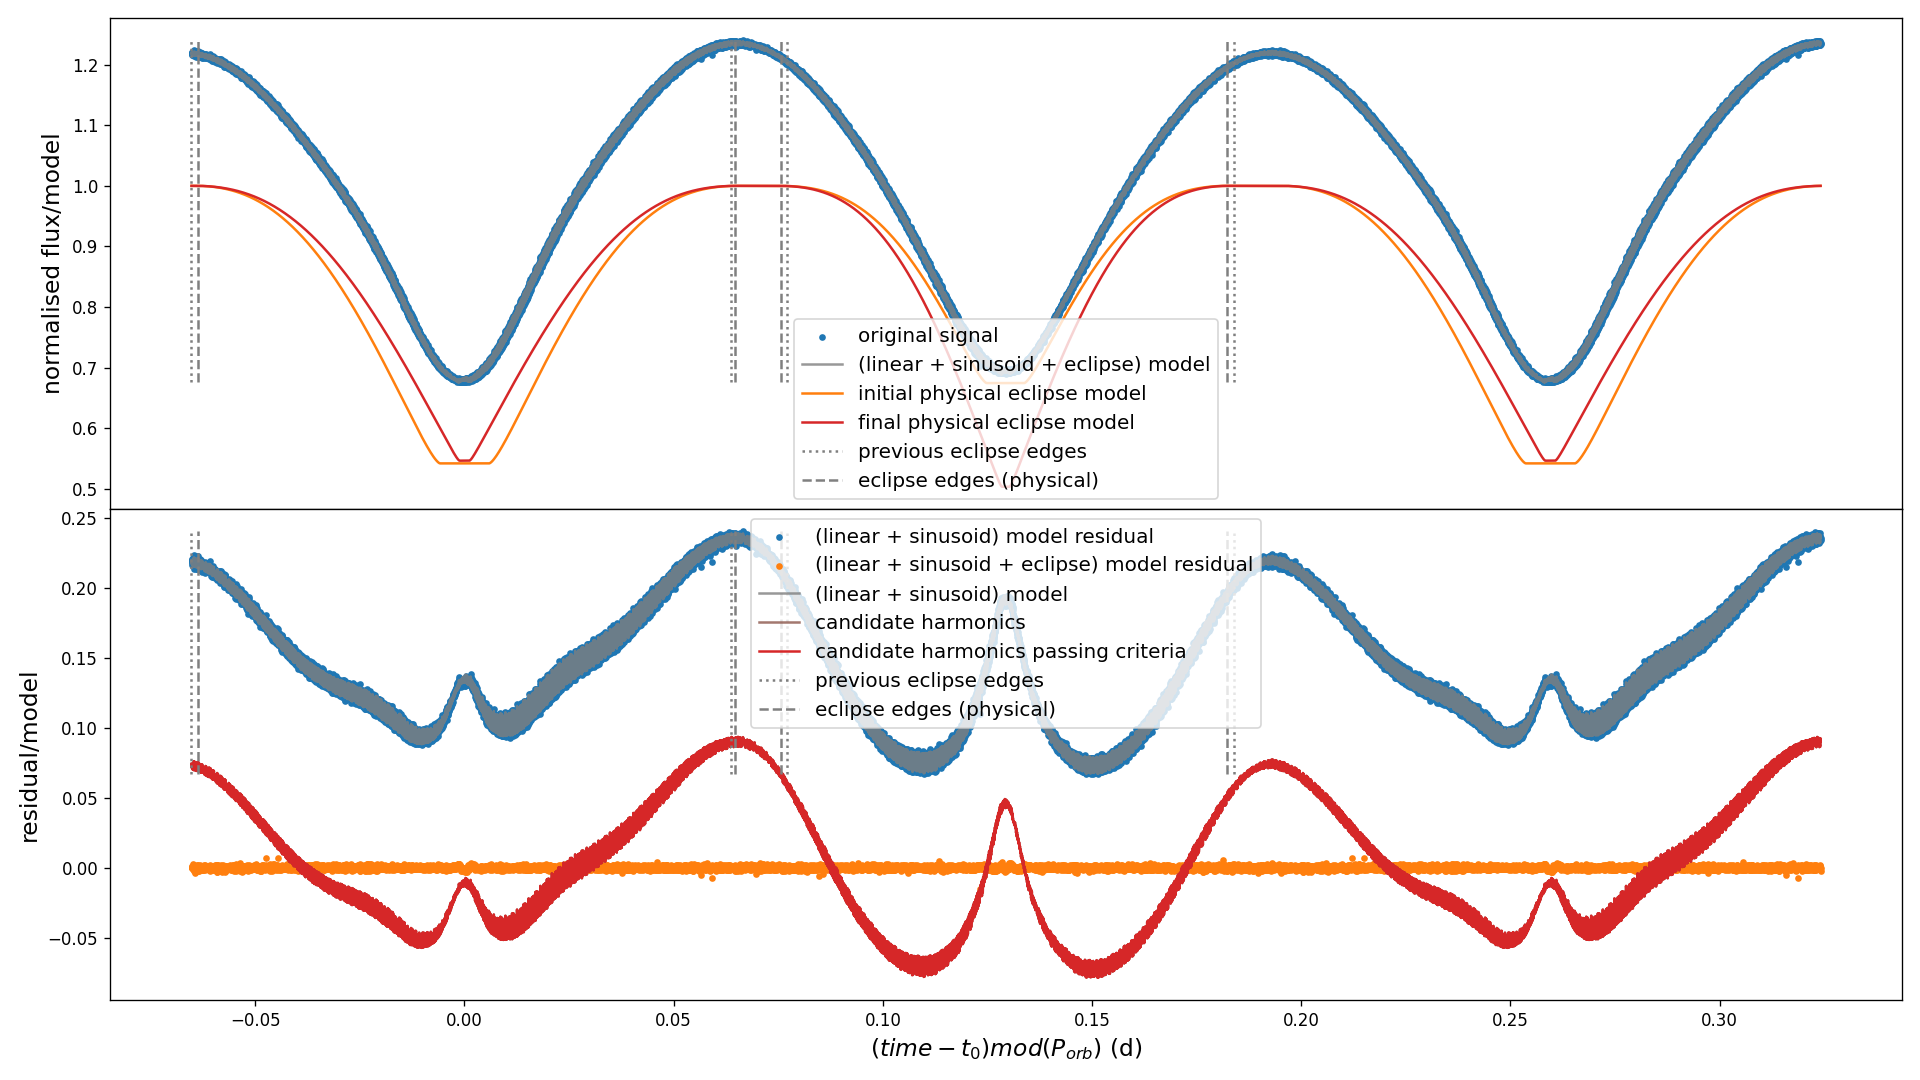 normalised flux/model
1.2
1.1
1.0
0.9
0.8
0.7
0.6
0.5
original signal
(linear + sinusoid + eclipse) model
initial physical eclipse model
final physical eclipse model
previous eclipse edges
eclipse edges (physical)
residual/model
0.25
0.20
0.15
0.10
0.05
0.00
−0.05
(linear + sinusoid) model residual
(linear + sinusoid + eclipse) model residual
(linear + sinusoid) model
candidate harmonics
candidate harmonics passing criteria
previous eclipse edges
eclipse edges (physical)
−0.05 0.00 0.05 0.10 0.15 0.20 0.25 0.30
(time − t₀)mod(P_orb) (d)